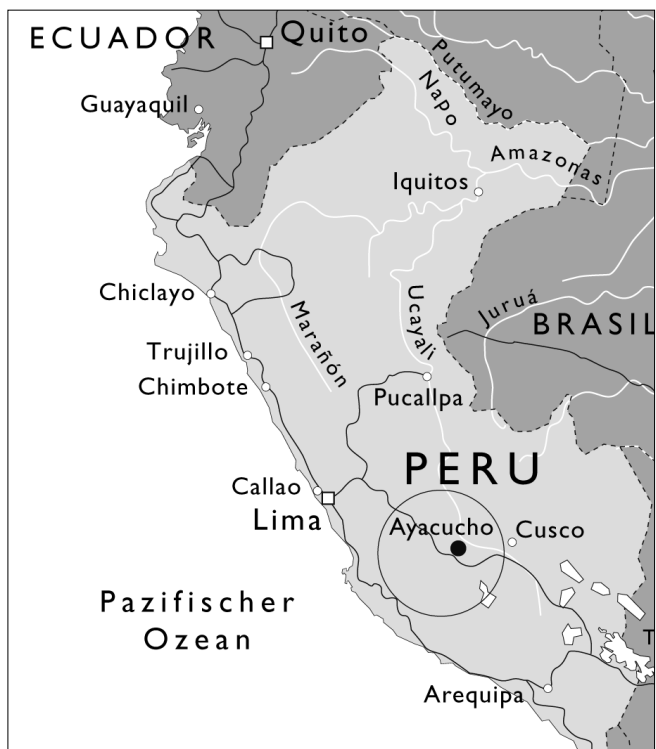 ECUADOR
Quito
Putumayo
Napo
Guayaquil
Amazonas
Iquitos
Chiclayo
Ucayali
Juruá
Marañón
BRASIL
Trujillo
Chimbote
Pucallpa
PERU
Callao
Lima
Ayacucho
Cusco
Pazifischer
Ozean
T
Arequipa